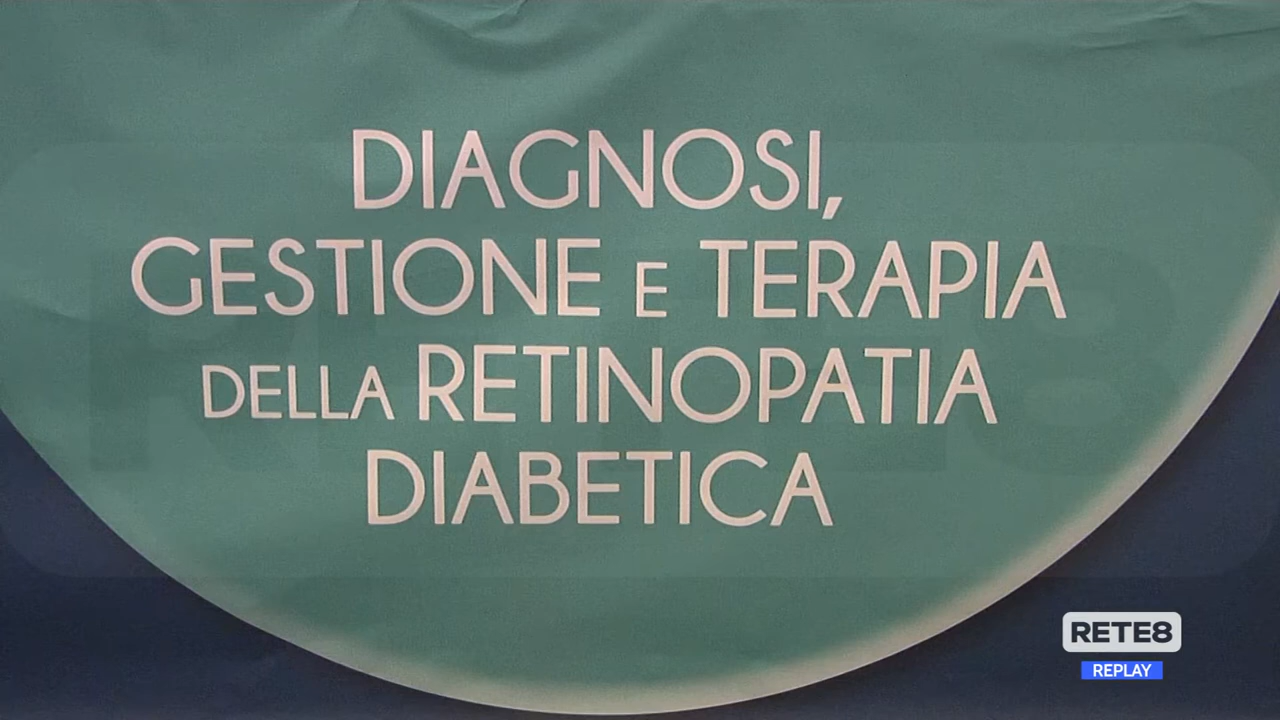 DIAGNOSI,
GESTIONE E TERAPIA
DELLA RETINOPATIA
DIABETICA
RETE8
REPLAY